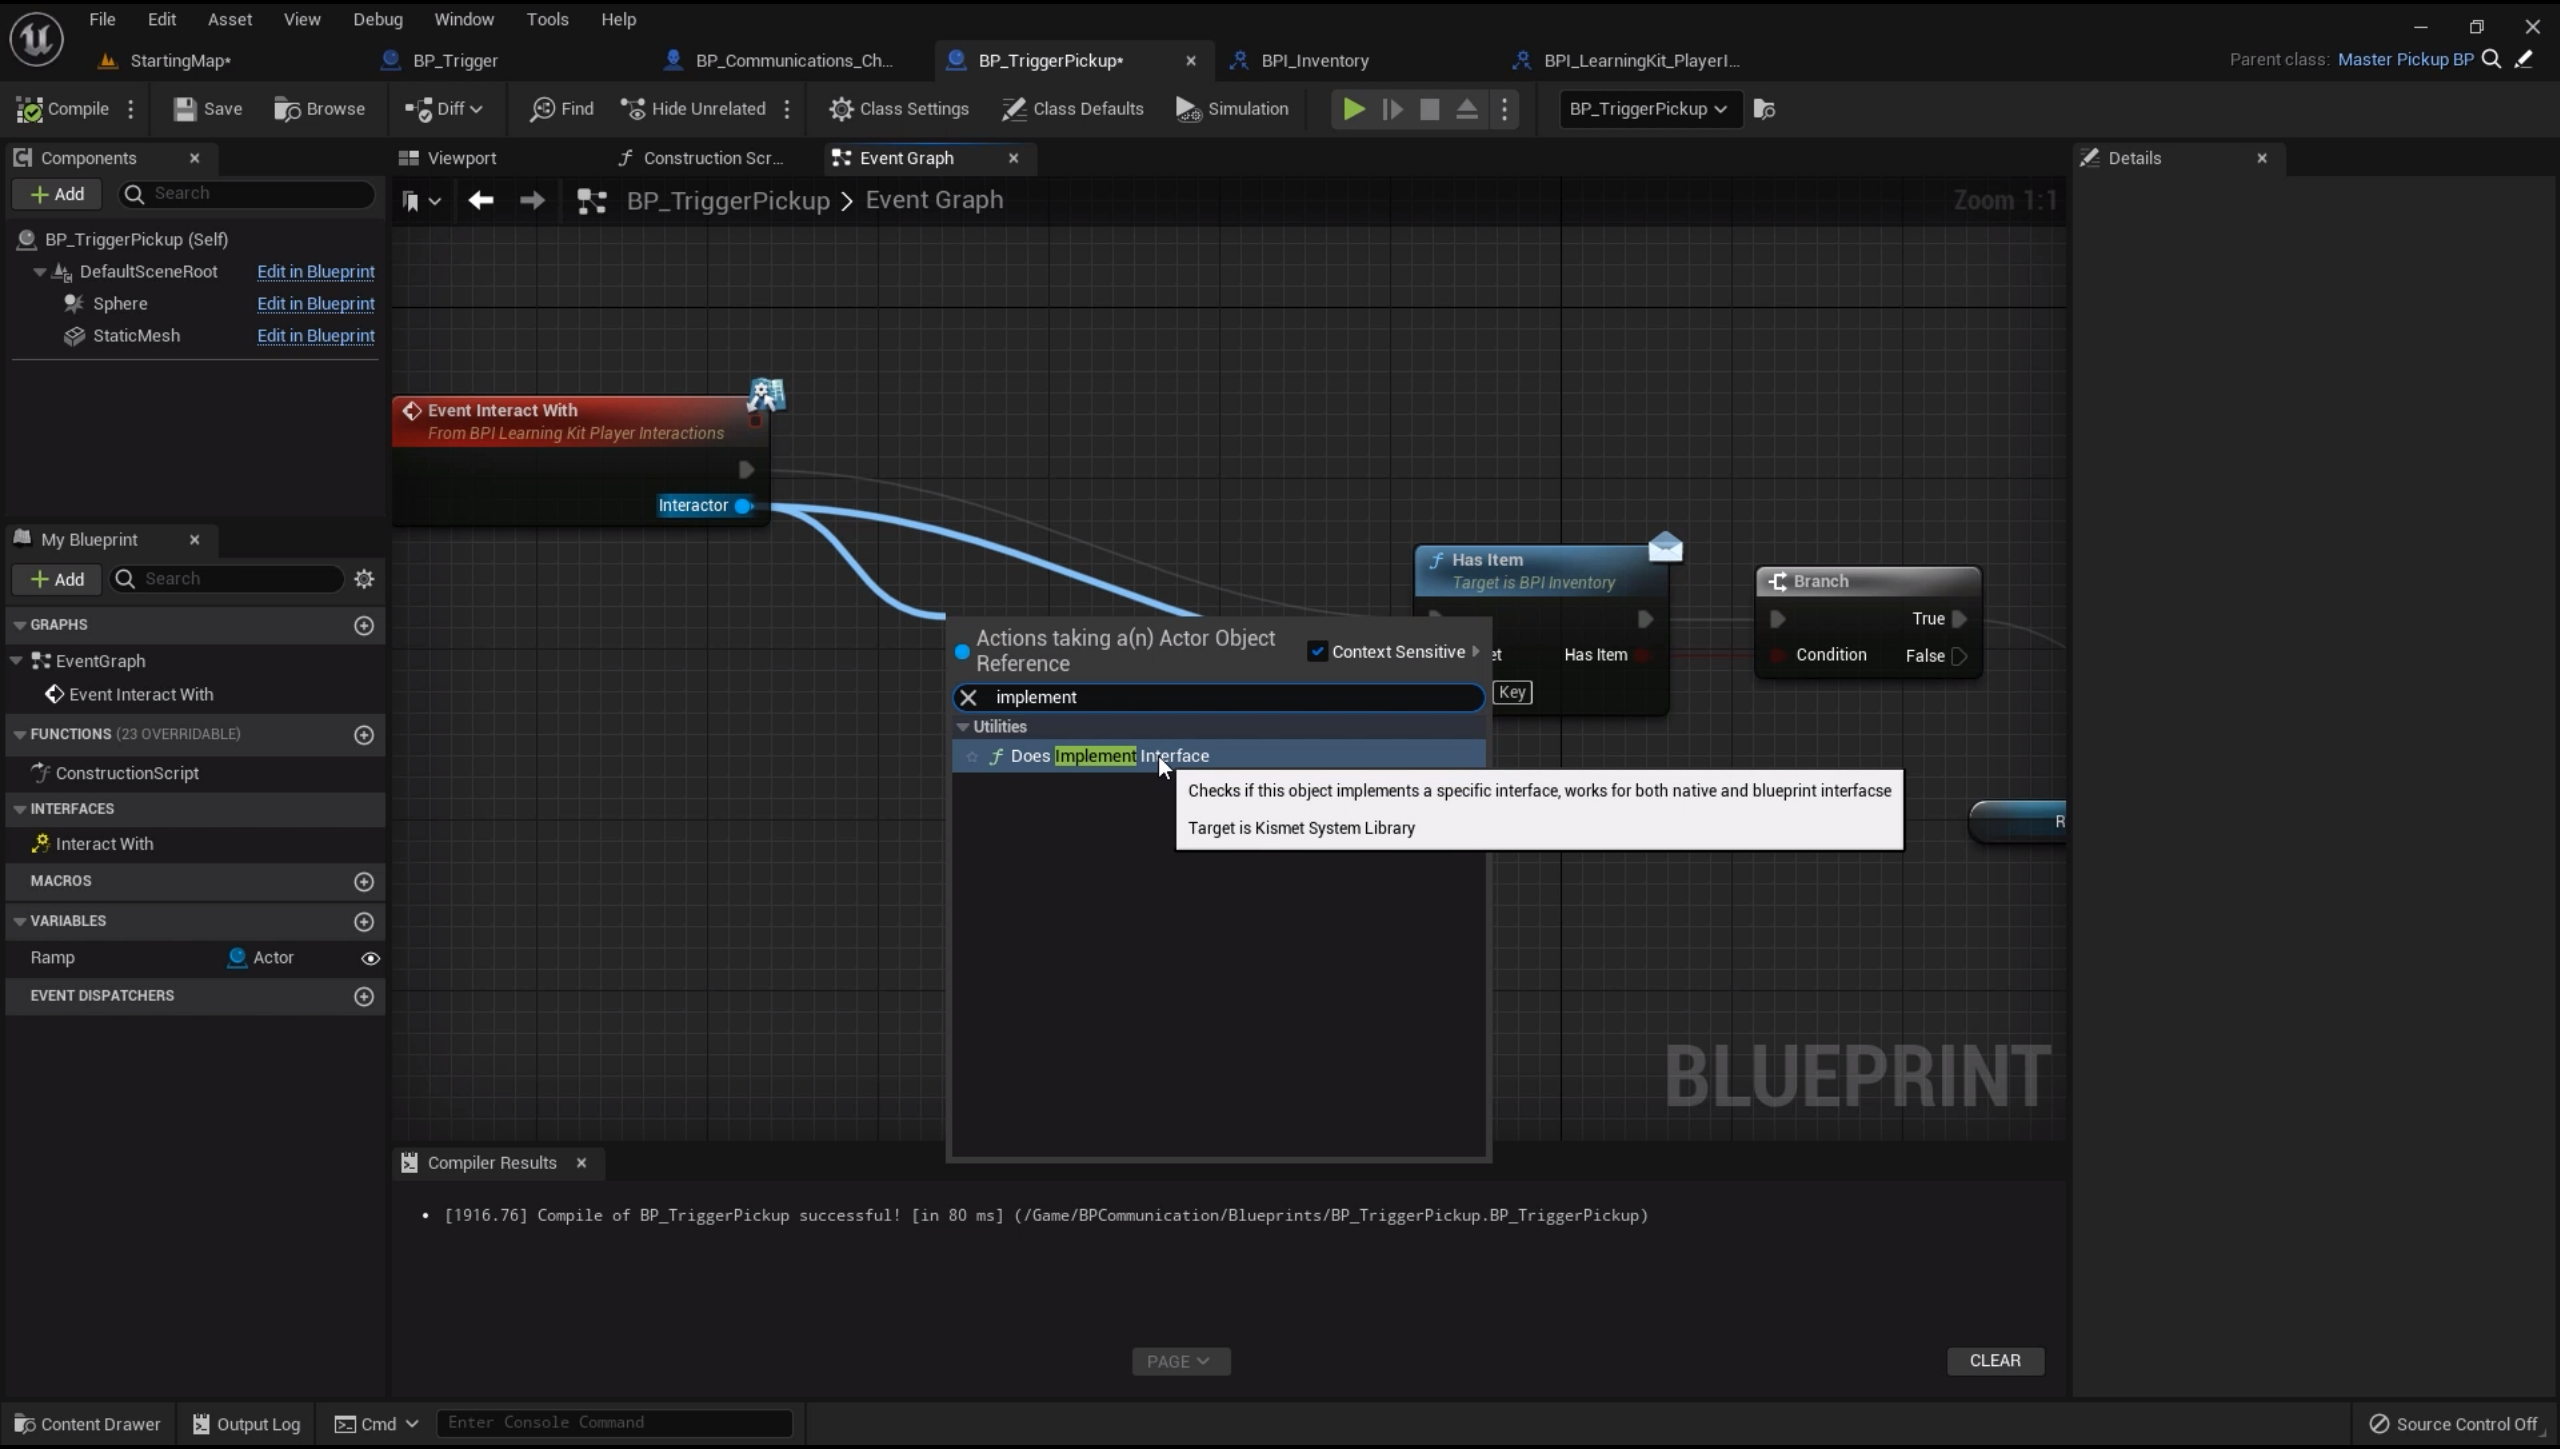 File Edit Asset View Debug Window Tools Help
StartingMap* BP_Trigger BP_Communications_Ch... BP_TriggerPickup* BPI_Inventory BPI_LearningKit_PlayerI... Parent class: Master Pickup BP
Compile Save Browse Diff Find Hide Unrelated Class Settings Class Defaults Simulation BP_TriggerPickup
Components Viewport Construction Scr... Event Graph Details
Add Search
BP_TriggerPickup > Event Graph Zoom 1:1
BP_TriggerPickup (Self)
DefaultSceneRoot Edit in Blueprint
Sphere Edit in Blueprint
StaticMesh Edit in Blueprint
Event Interact With
From BPI Learning Kit Player Interactions
Interactor
My Blueprint
Add Search
GRAPHS
EventGraph
Event Interact With
FUNCTIONS (23 OVERRIDABLE)
ConstructionScript
INTERFACES
Interact With
MACROS
VARIABLES
Ramp Actor
EVENT DISPATCHERS
Has Item
Target is BPI Inventory
et Has Item
Key
Branch
True
Condition False
R
Actions taking a(n) Actor Object
Reference
Context Sensitive
implement
Utilities
Does Implement Interface
Checks if this object implements a specific interface, works for both native and blueprint interfacse
Target is Kismet System Library
BLUEPRINT
Compiler Results
[1916.76] Compile of BP_TriggerPickup successful! [in 80 ms] (/Game/BPCommunication/Blueprints/BP_TriggerPickup.BP_TriggerPickup)
PAGE CLEAR
Content Drawer Output Log Cmd Enter Console Command Source Control Off